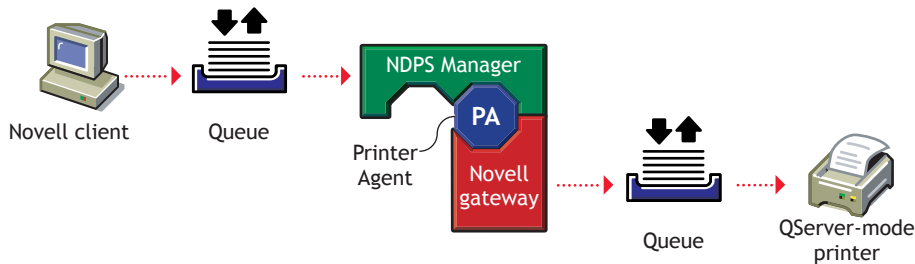 Novell client
Queue
NDPS Manager
PA
Printer
Agent
Novell
gateway
Queue
QServer-mode
printer